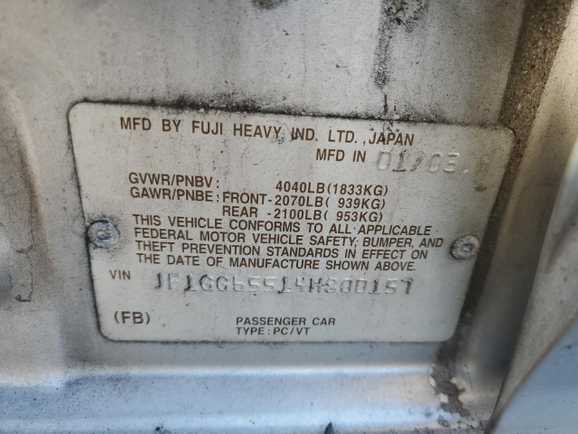 MFD BY FUJI HEAVY IND. LTD., JAPAN
MFD IN 01/03
GVWR/PNBV: 4040LB(1833KG)
GAWR/PNBE: FRONT-2070LB( 939KG)
REAR -2100LB( 953KG)
THIS VEHICLE CONFORMS TO ALL APPLICABLE
FEDERAL MOTOR VEHICLE SAFETY, BUMPER, AND
THEFT PREVENTION STANDARDS IN EFFECT ON
THE DATE OF MANUFACTURE SHOWN ABOVE.
VIN
(FB)
PASSENGER CAR
TYPE: PC/VT